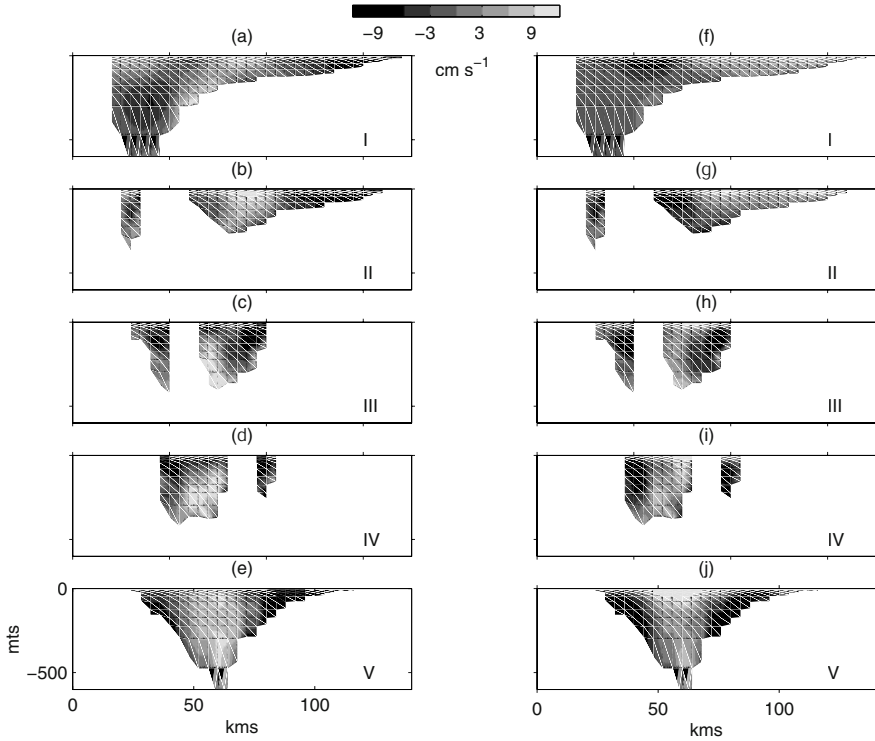 −9 −3 3 9
cm s−1
(a)
I
(f)
I
(b)
II
(g)
II
(c)
III
(h)
III
(d)
IV
(i)
IV
(e)
V
(j)
V
0
−500
mts
0 50 100
kms
0 50 100
kms